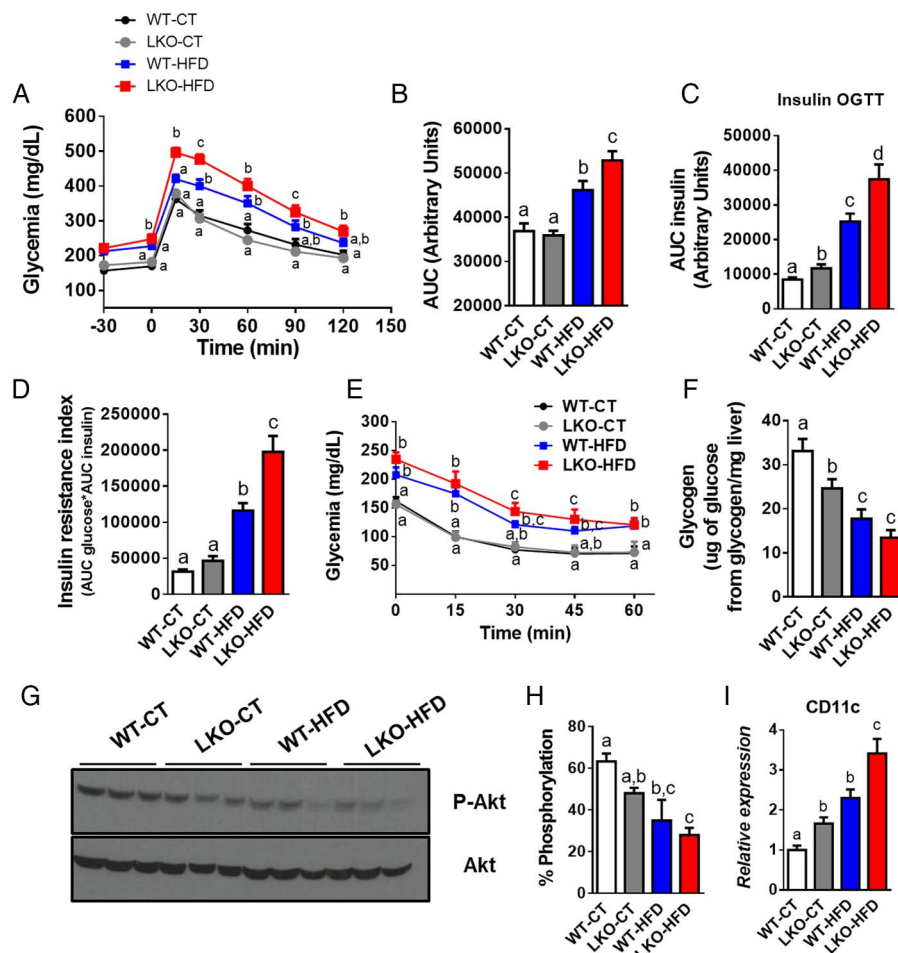 WT-CT
LKO-CT
WT-HFD
LKO-HFD
A
Glycemia (mg/dL)
600
500
400
300
200
100
b
c
b
c
b
a
b
b
b
a,b
a,b
b
a
a
a
a
a
a
a
a
a
a
-30 0 30 60 90 120 150
Time (min)
B
AUC (Arbitrary Units)
60000
50000
40000
30000
20000
a a b c
WT-CT LKO-CT WT-HFD LKO-HFD
C
Insulin OGTT
AUC insulin
(Arbitrary Units)
50000
40000
30000
20000
10000
0
a b c d
WT-CT LKO-CT WT-HFD LKO-HFD
D
Insulin resistance index
(AUC glucose*AUC insulin)
250000
200000
150000
100000
50000
0
a a b c
WT-CT LKO-CT WT-HFD LKO-HFD
E
WT-CT
LKO-CT
WT-HFD
LKO-HFD
Glycemia (mg/dL)
300
250
200
150
100
50
b b c c b
b b b,c b,c b
a a a,b a,b a
a a a a a
0 15 30 45 60
Time (min)
F
Glycogen
(ug of glucose
from glycogen/mg liver)
40
30
20
10
0
a b c c
WT-CT LKO-CT WT-HFD LKO-HFD
G
WT-CT LKO-CT WT-HFD LKO-HFD
P-Akt
Akt
H
% Phosphorylation
80
60
40
20
0
a a,b b,c c
WT-CT LKO-CT WT-HFD LKO-HFD
I
CD11c
Relative expression
4
2
0
a b b c
WT-CT LKO-CT WT-HFD LKO-HFD